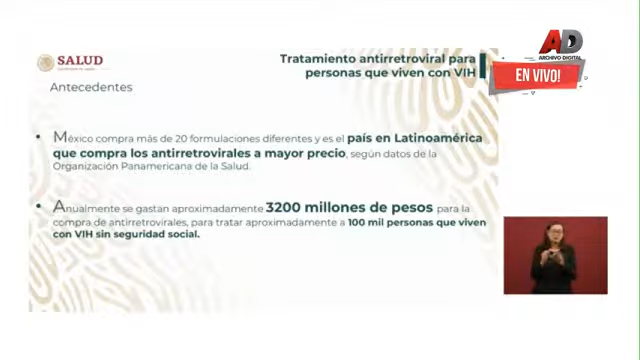 SALUD
Tratamiento antirretroviral para
personas que viven con VIH
AD
ARCHIVO DIGITAL
EN VIVO!
Antecedentes
• México compra más de 20 formulaciones diferentes y es el país en Latinoamérica
que compra los antirretrovirales a mayor precio, según datos de la
Organización Panamericana de la Salud.
• Anualmente se gastan aproximadamente 3200 millones de pesos para la
compra de antirretrovirales, para tratar aproximadamente a 100 mil personas que viven
con VIH sin seguridad social.